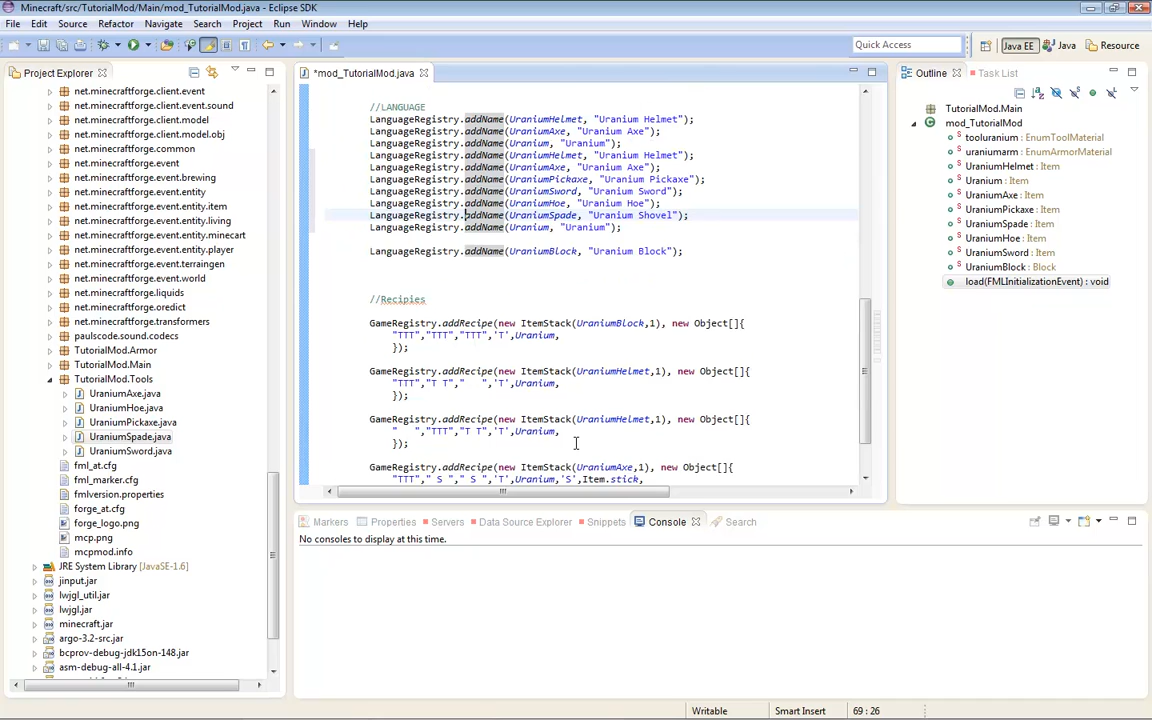 Minecraft/src/TutorialMod/Main/mod_TutorialMod.java - Eclipse SDK
File Edit Source Refactor Navigate Search Project Run Window Help
Quick Access
Java EE
Java
Resource
Project Explorer
net.minecraftforge.client.event
net.minecraftforge.client.event.sound
net.minecraftforge.client.model
net.minecraftforge.client.model.obj
net.minecraftforge.common
net.minecraftforge.event
net.minecraftforge.event.brewing
net.minecraftforge.event.entity
net.minecraftforge.event.entity.item
net.minecraftforge.event.entity.living
net.minecraftforge.event.entity.minecart
net.minecraftforge.event.entity.player
net.minecraftforge.event.terraingen
net.minecraftforge.event.world
net.minecraftforge.liquids
net.minecraftforge.oredict
net.minecraftforge.transformers
paulscode.sound.codecs
TutorialMod.Armor
TutorialMod.Main
TutorialMod.Tools
UraniumAxe.java
UraniumHoe.java
UraniumPickaxe.java
UraniumSpade.java
UraniumSword.java
fml_at.cfg
fml_marker.cfg
fmlversion.properties
forge_at.cfg
forge_logo.png
mcp.png
mcpmod.info
JRE System Library [JavaSE-1.6]
jinput.jar
lwjgl_util.jar
lwjgl.jar
minecraft.jar
argo-3.2-src.jar
bcprov-debug-jdk15on-148.jar
asm-debug-all-4.1.jar
*mod_TutorialMod.java
//LANGUAGE
LanguageRegistry.addName(UraniumHelmet, "Uranium Helmet");
LanguageRegistry.addName(UraniumAxe, "Uranium Axe");
LanguageRegistry.addName(Uranium, "Uranium");
LanguageRegistry.addName(UraniumHelmet, "Uranium Helmet");
LanguageRegistry.addName(UraniumAxe, "Uranium Axe");
LanguageRegistry.addName(UraniumPickaxe, "Uranium Pickaxe");
LanguageRegistry.addName(UraniumSword, "Uranium Sword");
LanguageRegistry.addName(UraniumHoe, "Uranium Hoe");
LanguageRegistry.addName(UraniumSpade, "Uranium Shovel");
LanguageRegistry.addName(Uranium, "Uranium");
LanguageRegistry.addName(UraniumBlock, "Uranium Block");
//Recipies
GameRegistry.addRecipe(new ItemStack(UraniumBlock,1), new Object[]{
"TTT","TTT","TTT",'T',Uranium,
});
GameRegistry.addRecipe(new ItemStack(UraniumHelmet,1), new Object[]{
"TTT","T T","   ",'T',Uranium,
});
GameRegistry.addRecipe(new ItemStack(UraniumHelmet,1), new Object[]{
"   ","TTT","T T",'T',Uranium,
});
GameRegistry.addRecipe(new ItemStack(UraniumAxe,1), new Object[]{
"TTT"," S "," S ",'T',Uranium,'S',Item.stick,
Outline
Task List
TutorialMod.Main
mod_TutorialMod
tooluranium : EnumToolMaterial
uraniumarm : EnumArmorMaterial
UraniumHelmet : Item
Uranium : Item
UraniumAxe : Item
UraniumPickaxe : Item
UraniumSpade : Item
UraniumHoe : Item
UraniumSword : Item
UraniumBlock : Block
load(FMLInitializationEvent) : void
Markers
Properties
Servers
Data Source Explorer
Snippets
Console
Search
No consoles to display at this time.
Writable
Smart Insert
69 : 26